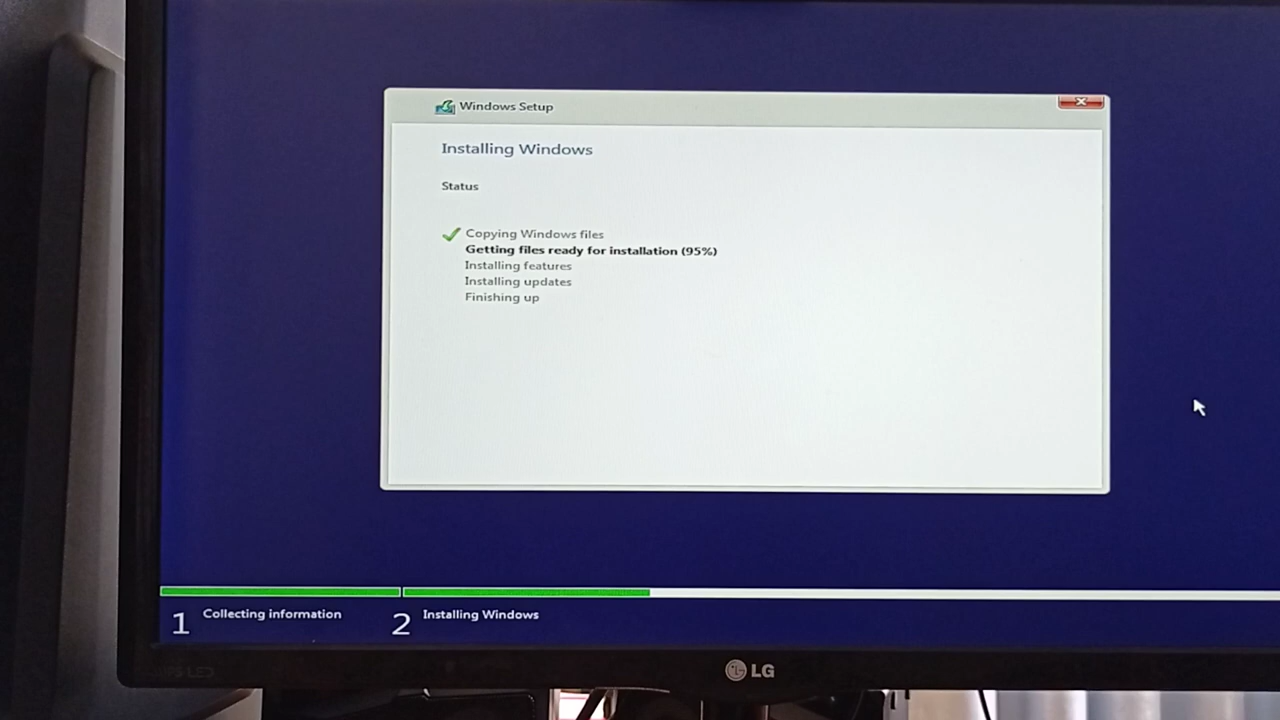 Windows Setup
Installing Windows
Status
Copying Windows files
Getting files ready for installation (95%)
Installing features
Installing updates
Finishing up
1 Collecting information
2 Installing Windows
LG